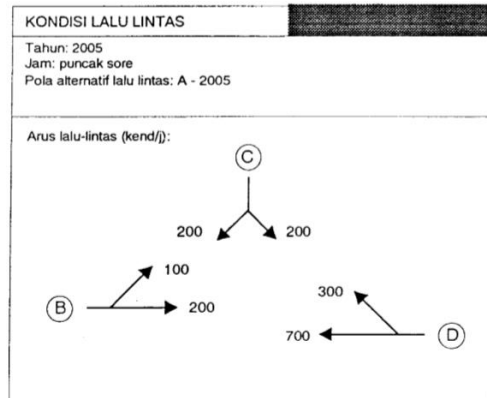 KONDISI LALU LINTAS
Tahun: 2005
Jam: puncak sore
Pola alternatif lalu lintas: A - 2005
Arus lalu-lintas (kend/j):
C
200 200
100
B 200
300
700 D